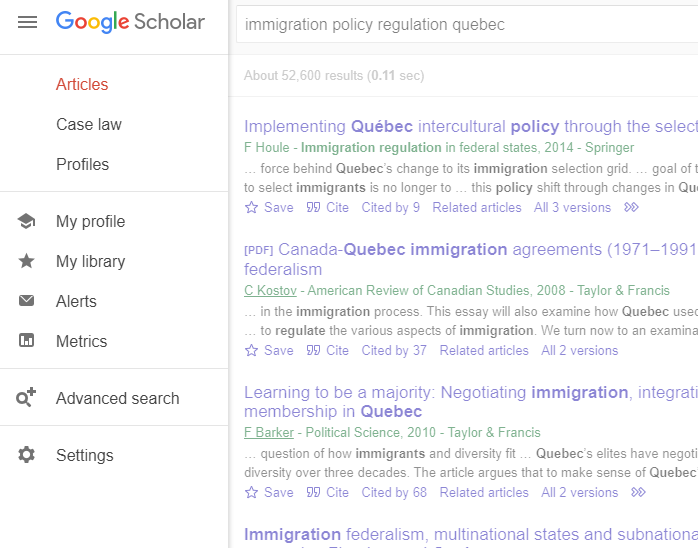 Google Scholar
immigration policy regulation quebec
Articles
Case law
Profiles
My profile
My library
Alerts
Metrics
Advanced search
Settings
About 52,600 results (0.11 sec)
Implementing Québec intercultural policy through the select
F Houle - Immigration regulation in federal states, 2014 - Springer
… force behind Quebec's change to its immigration selection grid. … goal of t
to select immigrants is no longer to … this policy shift through changes in Que
Save Cite Cited by 9 Related articles All 3 versions
[PDF] Canada-Quebec immigration agreements (1971–1991
federalism
C Kostov - American Review of Canadian Studies, 2008 - Taylor & Francis
… in the immigration process. This essay will also examine how Quebec used
… to regulate the various aspects of immigration. We turn now to an examina
Save Cite Cited by 37 Related articles All 2 versions
Learning to be a majority: Negotiating immigration, integrati
membership in Quebec
F Barker - Political Science, 2010 - Taylor & Francis
… question of how immigrants and diversity fit … Quebec's elites have negoti
diversity over three decades. The article argues that to make sense of Quebec'
Save Cite Cited by 68 Related articles All 2 versions
Immigration federalism, multinational states and subnationa